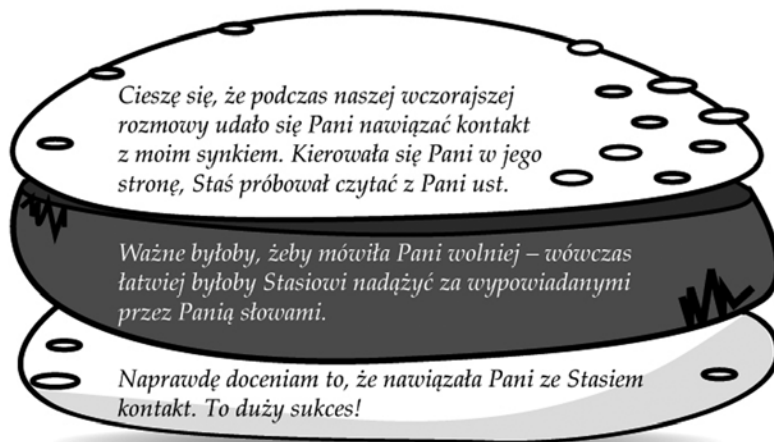 Cieszę się, że podczas naszej wczorajszej
rozmowy udało się Pani nawiązać kontakt
z moim synkiem. Kierowała się Pani w jego
stronę, Staś próbował czytać z Pani ust.
Ważne byłoby, żeby mówiła Pani wolniej – wówczas
łatwiej byłoby Stasiowi nadążyć za wypowiadanymi
przez Panią słowami.
Naprawdę doceniam to, że nawiązała Pani ze Stasiem
kontakt. To duży sukces!